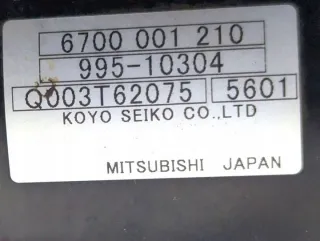 6700 001 210
995-10304
Q003T62075 5601
KOYO SEIKO CO.,LTD
MITSUBISHI JAPAN